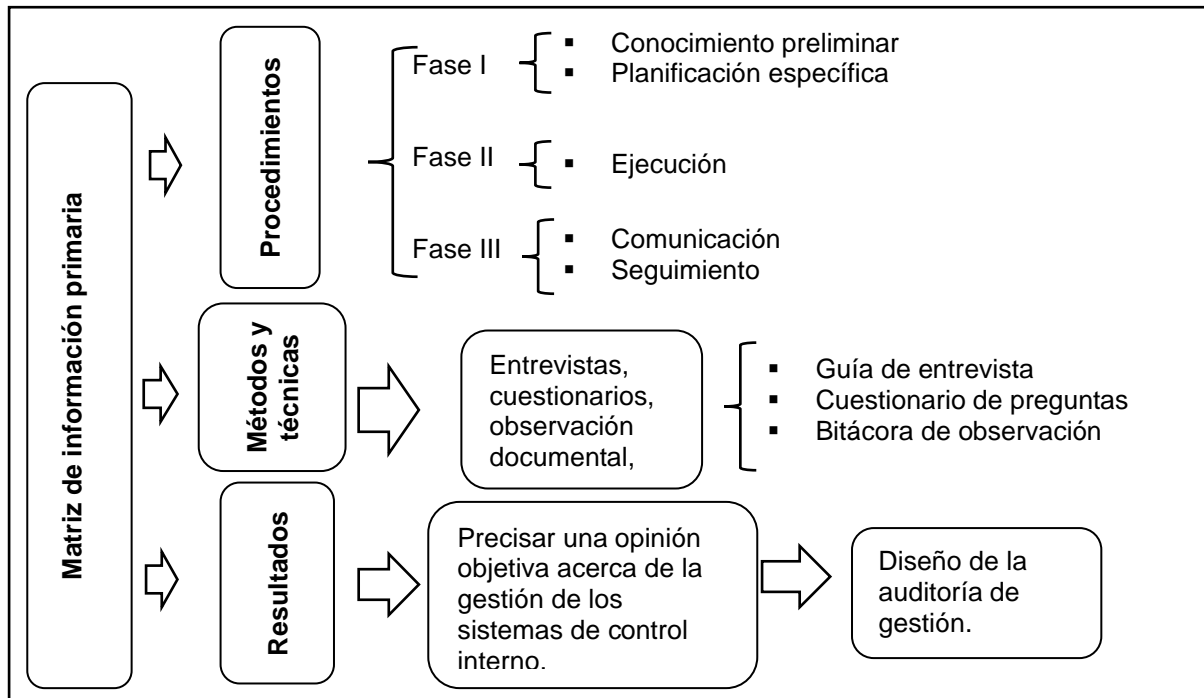 Matriz de información primaria
Procedimientos
Fase I
▪ Conocimiento preliminar
▪ Planificación específica
Fase II
▪ Ejecución
Fase III
▪ Comunicación
▪ Seguimiento
Métodos y
técnicas
Entrevistas,
cuestionarios,
observación
documental,
▪ Guía de entrevista
▪ Cuestionario de preguntas
▪ Bitácora de observación
Resultados
Precisar una opinión
objetiva acerca de la
gestión de los
sistemas de control
interno.
Diseño de la
auditoría de
gestión.